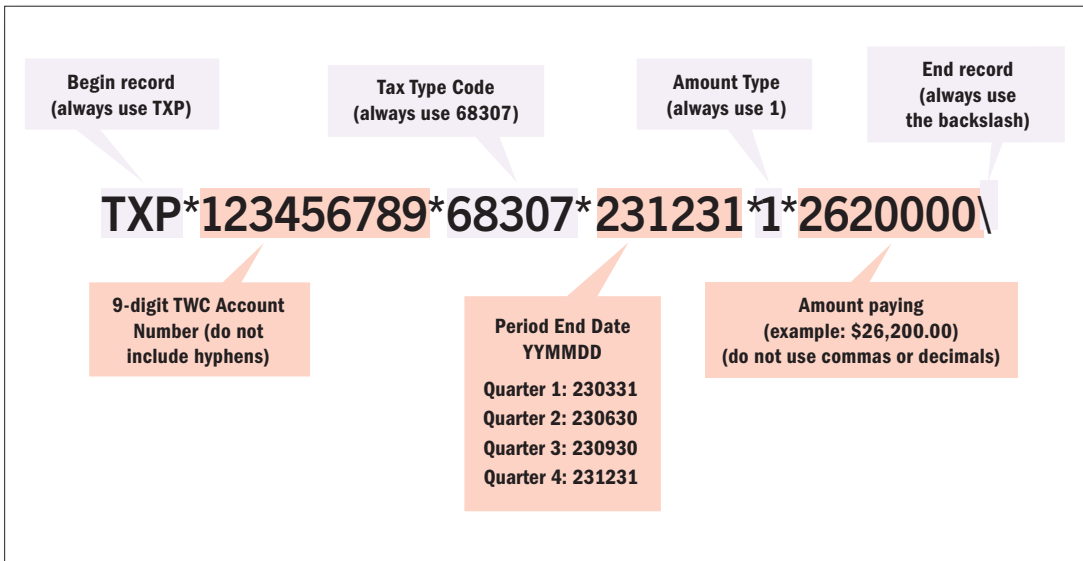 Begin record
(always use TXP)
Tax Type Code
(always use 68307)
Amount Type
(always use 1)
End record
(always use
the backslash)
TXP*123456789*68307*231231*1*2620000\
9-digit TWC Account
Number (do not
include hyphens)
Period End Date
YYMMDD
Quarter 1: 230331
Quarter 2: 230630
Quarter 3: 230930
Quarter 4: 231231
Amount paying
(example: $26,200.00)
(do not use commas or decimals)